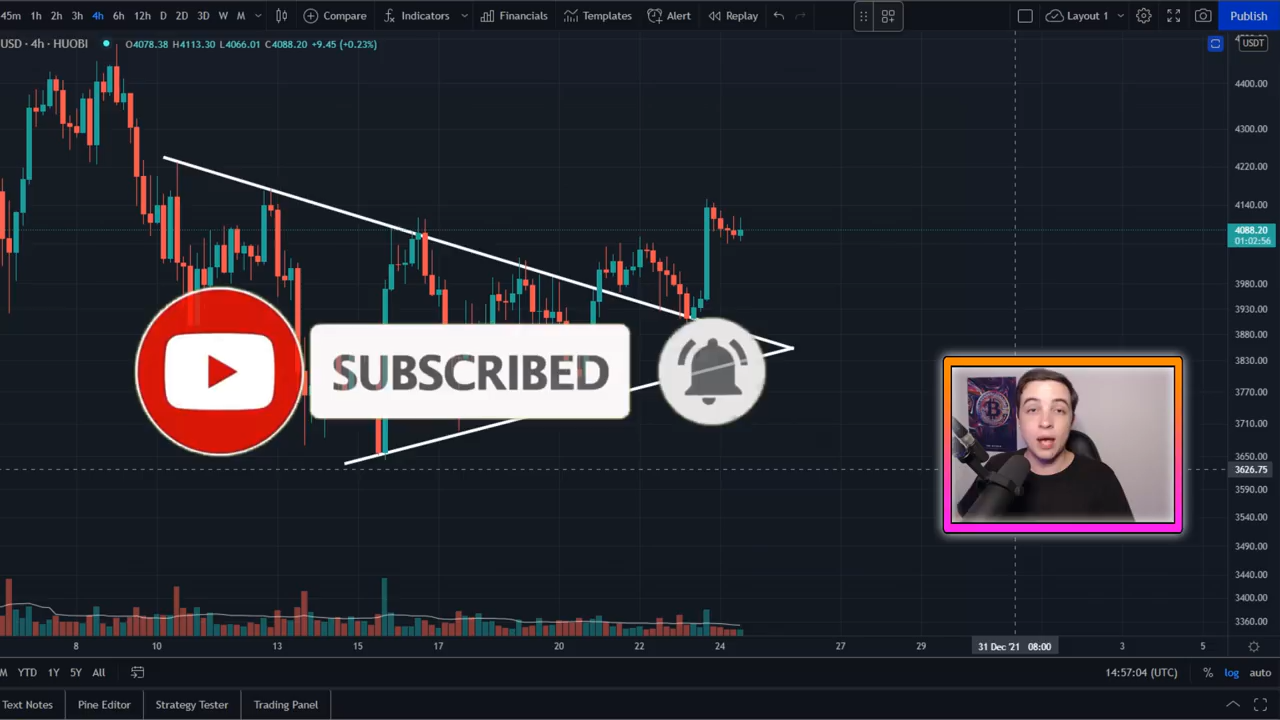 45m 1h 2h 3h 4h 6h 12h D 2D 3D W M Compare Indicators Financials Templates Alert Replay Layout 1 Publish
USD · 4h · HUOBI O4078.38 H4113.30 L4066.01 C4088.20 +9.45 (+0.23%)
USDT
4400.00
4300.00
4220.00
4140.00
4088.20
01:02:56
3980.00
3930.00
3880.00
3830.00
3770.00
3710.00
3650.00
3626.75
3590.00
3540.00
3490.00
3440.00
3400.00
3360.00
SUBSCRIBED
8 10 13 15 17 20 22 24 27 29 31 Dec '21 08:00 3 5
M YTD 1Y 5Y All 14:57:04 (UTC) % log auto
Text Notes Pine Editor Strategy Tester Trading Panel